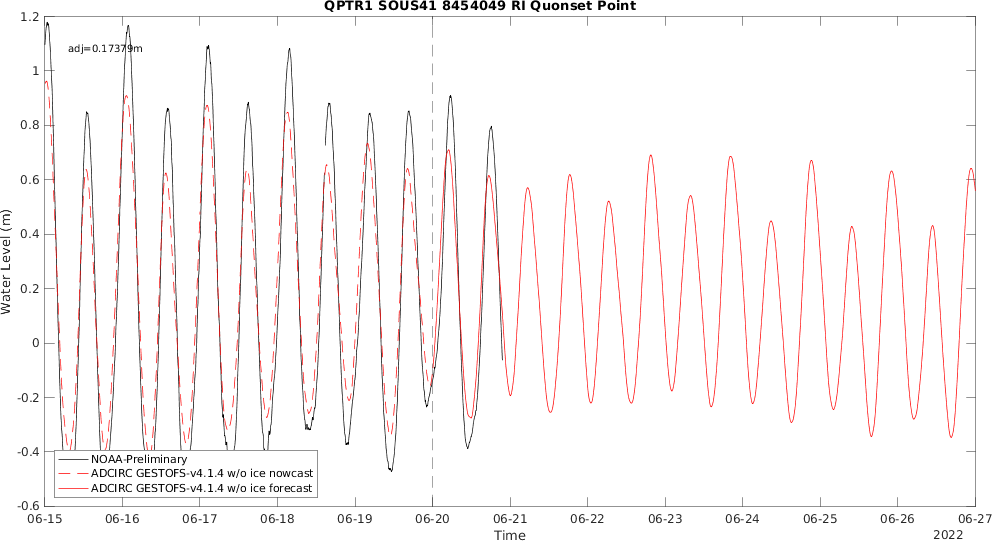 QPTR1 SOUS41 8454049 RI Quonset Point
1.2
adj=0.17379m
1
0.8
0.6
0.4
0.2
0
-0.2
-0.4
-0.6
Water Level (m)
NOAA-Preliminary
ADCIRC GESTOFS-v4.1.4 w/o ice nowcast
ADCIRC GESTOFS-v4.1.4 w/o ice forecast
06-15 06-16 06-17 06-18 06-19 06-20 06-21 06-22 06-23 06-24 06-25 06-26 06-27
Time
2022